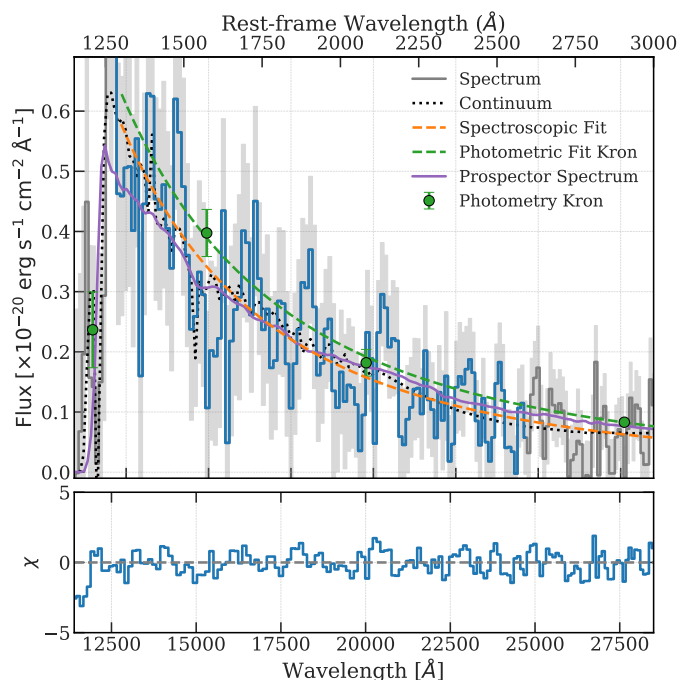 Rest-frame Wavelength (Å)
1250 1500 1750 2000 2250 2500 2750 3000
Spectrum
Continuum
Spectroscopic Fit
Photometric Fit Kron
Prospector Spectrum
Photometry Kron
Flux [×10⁻²⁰ erg s⁻¹ cm⁻² Å⁻¹]
0.6
0.5
0.4
0.3
0.2
0.1
0.0
χ
5
0
−5
12500 15000 17500 20000 22500 25000 27500
Wavelength [Å]